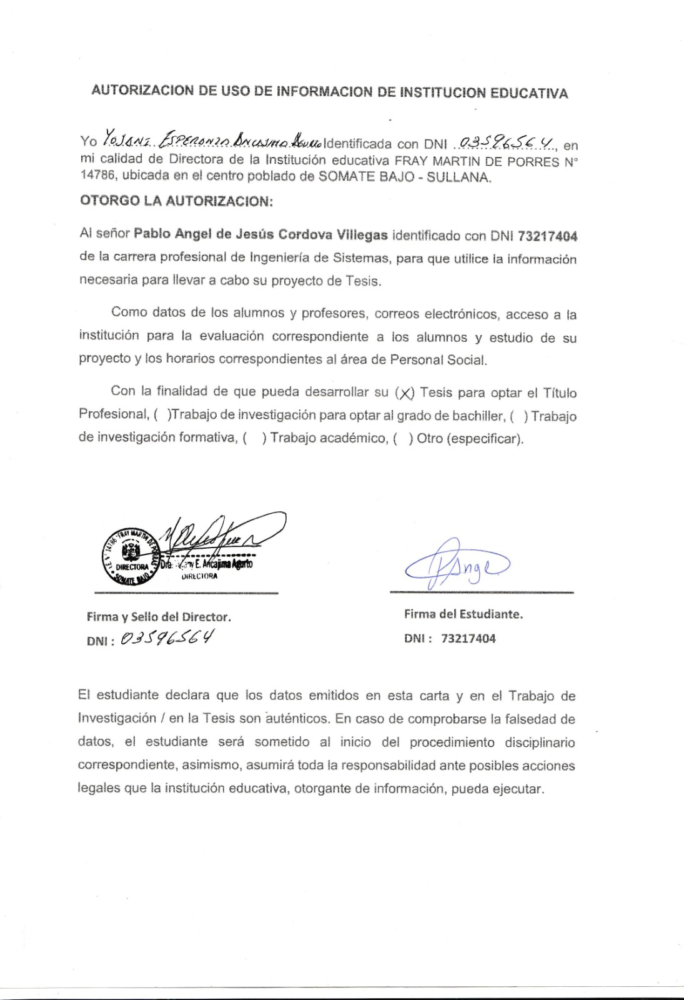 AUTORIZACION DE USO DE INFORMACION DE INSTITUCION EDUCATIVA
Yo Yojani Esperanza Ancajima Agurto Identificada con DNI ..03596564.., en
mi calidad de Directora de la Institución educativa FRAY MARTIN DE PORRES N°
14786, ubicada en el centro poblado de SOMATE BAJO - SULLANA.
OTORGO LA AUTORIZACION:
Al señor Pablo Angel de Jesús Cordova Villegas identificado con DNI 73217404
de la carrera profesional de Ingeniería de Sistemas, para que utilice la información
necesaria para llevar a cabo su proyecto de Tesis.
Como datos de los alumnos y profesores, correos electrónicos, acceso a la
institución para la evaluación correspondiente a los alumnos y estudio de su
proyecto y los horarios correspondientes al área de Personal Social.
Con la finalidad de que pueda desarrollar su (X) Tesis para optar el Título
Profesional, ( )Trabajo de investigación para optar al grado de bachiller, ( ) Trabajo
de investigación formativa, ( ) Trabajo académico, ( ) Otro (especificar).
I.E. N° 14786 "FRAY MARTIN DE PORRAS"
DIRECTORA
SOMATE BAJO
Dra. E. Ancajima Agurto
DIRECTORA
PAnge
Firma y Sello del Director.
DNI : 03596564
Firma del Estudiante.
DNI : 73217404
El estudiante declara que los datos emitidos en esta carta y en el Trabajo de
Investigación / en la Tesis son auténticos. En caso de comprobarse la falsedad de
datos, el estudiante será sometido al inicio del procedimiento disciplinario
correspondiente, asimismo, asumirá toda la responsabilidad ante posibles acciones
legales que la institución educativa, otorgante de información, pueda ejecutar.